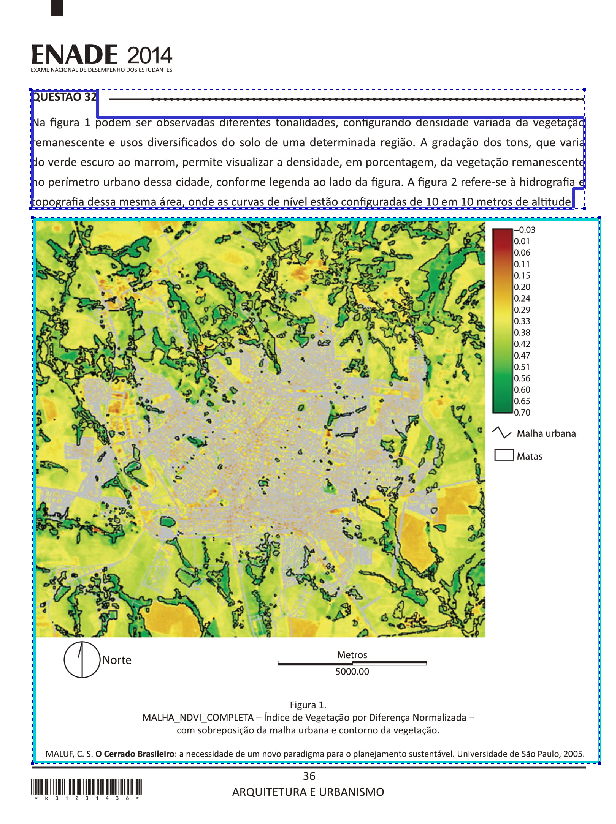 ENADE 2014
EXAME NACIONAL DE DESEMPENHO DOS ESTUDANTES
QUESTÃO 32
Na figura 1 podem ser observadas diferentes tonalidades, configurando densidade variada da vegetação
remanescente e usos diversificados do solo de uma determinada região. A gradação dos tons, que varia
do verde escuro ao marrom, permite visualizar a densidade, em porcentagem, da vegetação remanescente
no perímetro urbano dessa cidade, conforme legenda ao lado da figura. A figura 2 refere-se à hidrografia e
topografia dessa mesma área, onde as curvas de nível estão configuradas de 10 em 10 metros de altitude.
-0.03
0.01
0.06
0.11
0.15
0.20
0.24
0.29
0.33
0.38
0.42
0.47
0.51
0.56
0.60
0.65
0.70
Malha urbana
Matas
Norte
Metros
5000.00
Figura 1.
MALHA_NDVI_COMPLETA – Índice de Vegetação por Diferença Normalizada –
com sobreposição da malha urbana e contorno da vegetação.
MALUF, C. S. O Cerrado Brasileiro: a necessidade de um novo paradigma para o planejamento sustentável. Universidade de São Paulo, 2005.
36
ARQUITETURA E URBANISMO